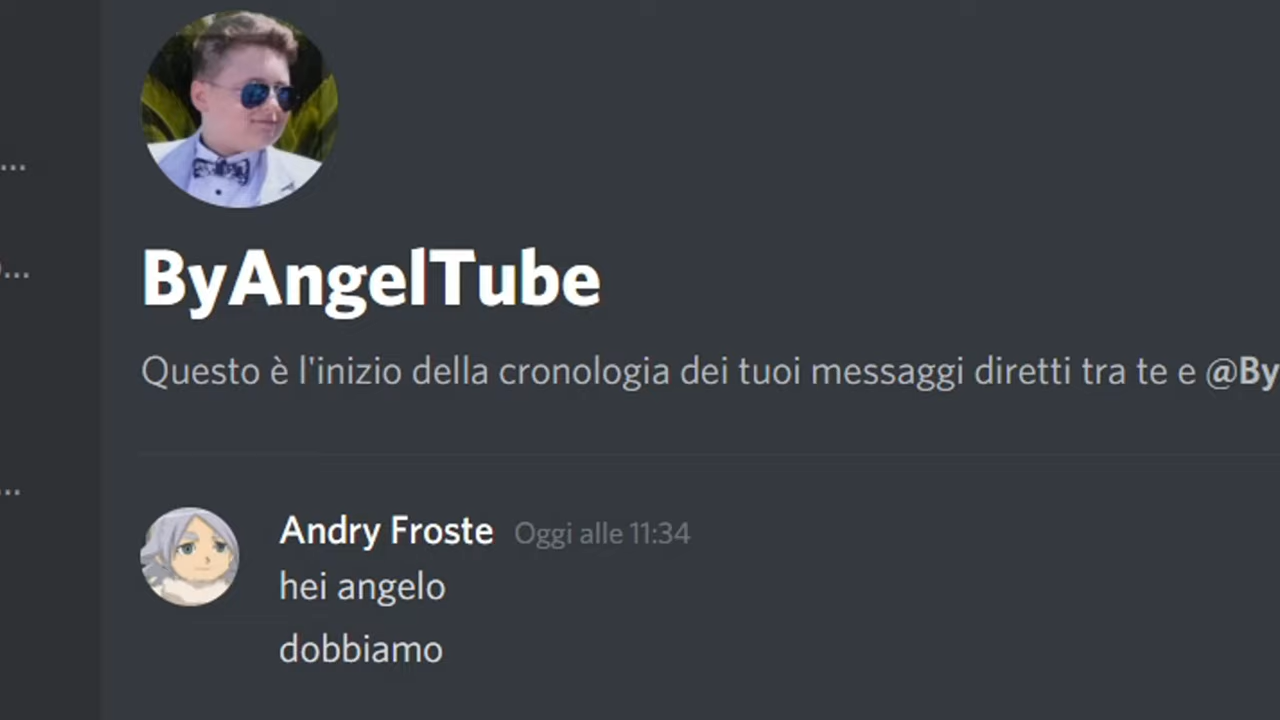 ByAngelTube
Questo è l'inizio della cronologia dei tuoi messaggi diretti tra te e @By
Andry Froste Oggi alle 11:34
hei angelo
dobbiamo